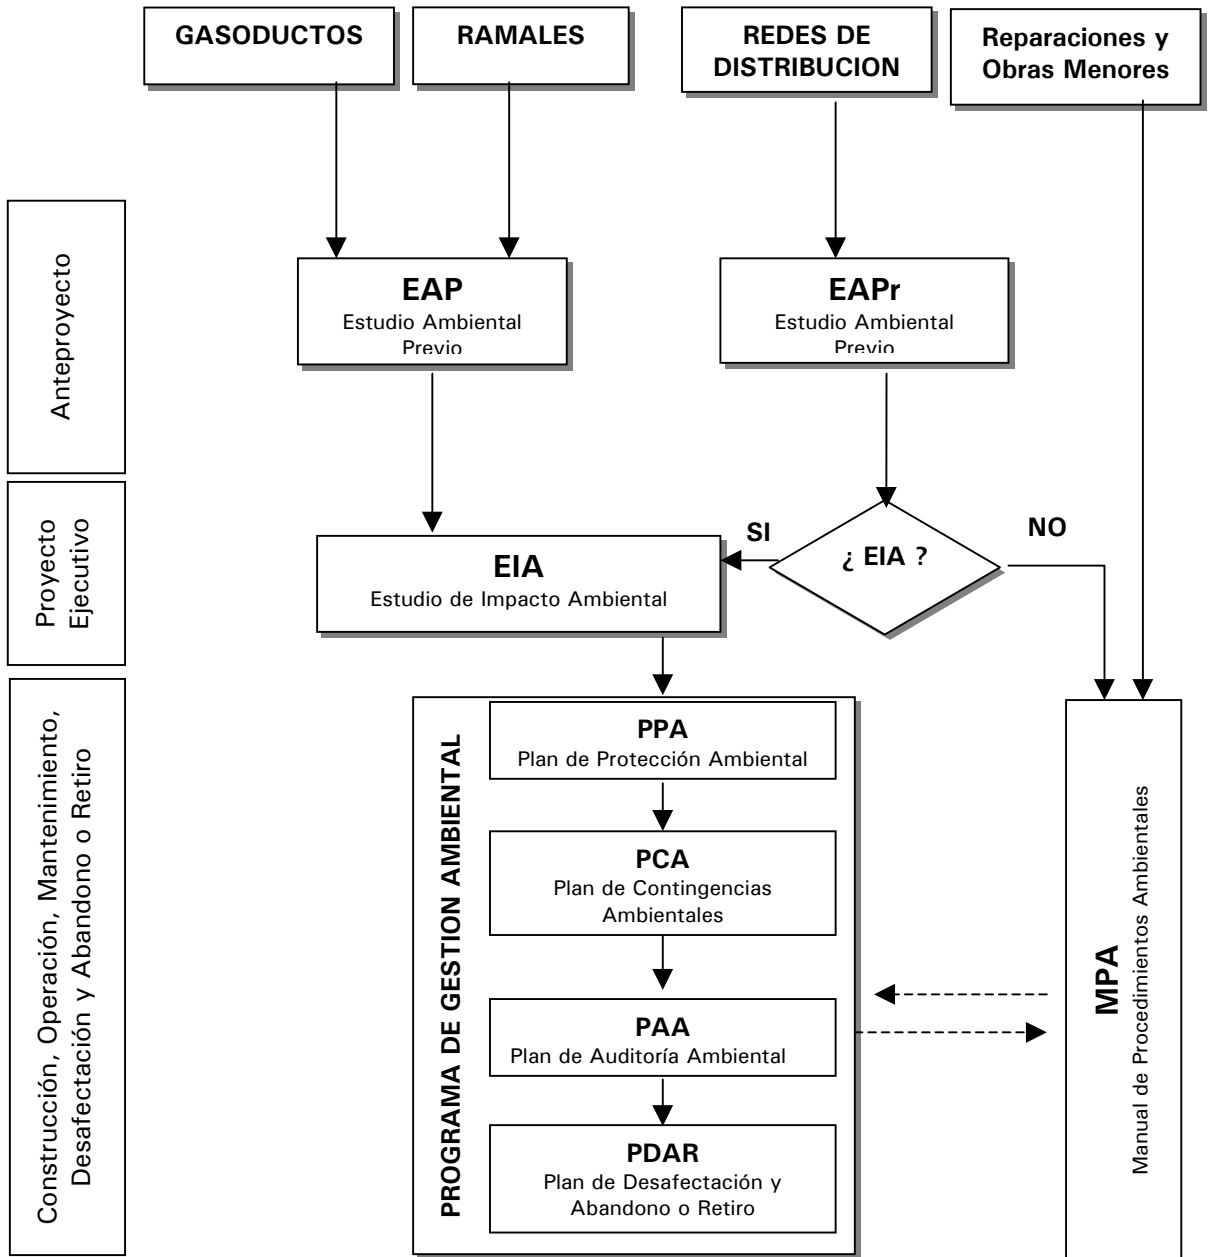 GASODUCTOS
RAMALES
REDES DE
DISTRIBUCION
Reparaciones y
Obras Menores
Anteproyecto
EAP
Estudio Ambiental
Previo
EAPr
Estudio Ambiental
Previo
Proyecto
Ejecutivo
EIA
Estudio de Impacto Ambiental
SI
¿ EIA ?
NO
Construcción, Operación, Mantenimiento,
Desafectación y Abandono o Retiro
PROGRAMA DE GESTION AMBIENTAL
PPA
Plan de Protección Ambiental
PCA
Plan de Contingencias
Ambientales
PAA
Plan de Auditoría Ambiental
PDAR
Plan de Desafectación y
Abandono o Retiro
MPA
Manual de Procedimientos Ambientales